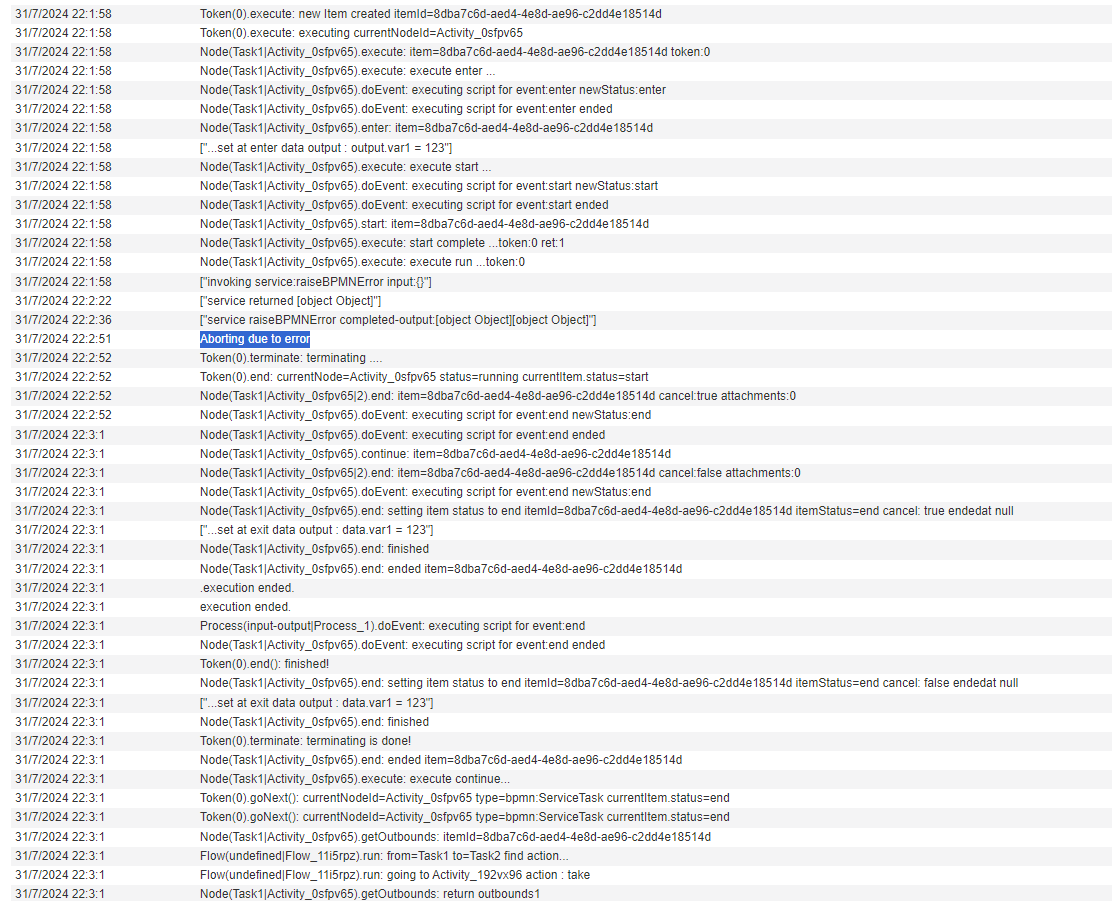 31/7/2024 22:1:58 Token(0).execute: new Item created itemId=8dba7c6d-aed4-4e8d-ae96-c2dd4e18514d
31/7/2024 22:1:58 Token(0).execute: executing currentNodeId=Activity_0sfpv65
31/7/2024 22:1:58 Node(Task1|Activity_0sfpv65).execute: item=8dba7c6d-aed4-4e8d-ae96-c2dd4e18514d token:0
31/7/2024 22:1:58 Node(Task1|Activity_0sfpv65).execute: execute enter ...
31/7/2024 22:1:58 Node(Task1|Activity_0sfpv65).doEvent: executing script for event:enter newStatus:enter
31/7/2024 22:1:58 Node(Task1|Activity_0sfpv65).doEvent: executing script for event:enter ended
31/7/2024 22:1:58 Node(Task1|Activity_0sfpv65).enter: item=8dba7c6d-aed4-4e8d-ae96-c2dd4e18514d
31/7/2024 22:1:58 ["...set at enter data output : output.var1 = 123"]
31/7/2024 22:1:58 Node(Task1|Activity_0sfpv65).execute: execute start ...
31/7/2024 22:1:58 Node(Task1|Activity_0sfpv65).doEvent: executing script for event:start newStatus:start
31/7/2024 22:1:58 Node(Task1|Activity_0sfpv65).doEvent: executing script for event:start ended
31/7/2024 22:1:58 Node(Task1|Activity_0sfpv65).start: item=8dba7c6d-aed4-4e8d-ae96-c2dd4e18514d
31/7/2024 22:1:58 Node(Task1|Activity_0sfpv65).execute: start complete ...token:0 ret:1
31/7/2024 22:1:58 Node(Task1|Activity_0sfpv65).execute: execute run ...token:0
31/7/2024 22:1:58 ["invoking service:raiseBPMNError input:{}"]
31/7/2024 22:2:22 ["service returned [object Object]"]
31/7/2024 22:2:36 ["service raiseBPMNError completed-output:[object Object][object Object]"]
31/7/2024 22:2:51 Aborting due to error
31/7/2024 22:2:52 Token(0).terminate: terminating ....
31/7/2024 22:2:52 Token(0).end: currentNode=Activity_0sfpv65 status=running currentItem.status=start
31/7/2024 22:2:52 Node(Task1|Activity_0sfpv65|2).end: item=8dba7c6d-aed4-4e8d-ae96-c2dd4e18514d cancel:true attachments:0
31/7/2024 22:2:52 Node(Task1|Activity_0sfpv65).doEvent: executing script for event:end newStatus:end
31/7/2024 22:3:1 Node(Task1|Activity_0sfpv65).doEvent: executing script for event:end ended
31/7/2024 22:3:1 Node(Task1|Activity_0sfpv65).continue: item=8dba7c6d-aed4-4e8d-ae96-c2dd4e18514d
31/7/2024 22:3:1 Node(Task1|Activity_0sfpv65|2).end: item=8dba7c6d-aed4-4e8d-ae96-c2dd4e18514d cancel:false attachments:0
31/7/2024 22:3:1 Node(Task1|Activity_0sfpv65).doEvent: executing script for event:end newStatus:end
31/7/2024 22:3:1 Node(Task1|Activity_0sfpv65).end: setting item status to end itemId=8dba7c6d-aed4-4e8d-ae96-c2dd4e18514d itemStatus=end cancel: true endedat null
31/7/2024 22:3:1 ["...set at exit data output : data.var1 = 123"]
31/7/2024 22:3:1 Node(Task1|Activity_0sfpv65).end: finished
31/7/2024 22:3:1 Node(Task1|Activity_0sfpv65).end: ended item=8dba7c6d-aed4-4e8d-ae96-c2dd4e18514d
31/7/2024 22:3:1 .execution ended.
31/7/2024 22:3:1 execution ended.
31/7/2024 22:3:1 Process(input-output|Process_1).doEvent: executing script for event:end
31/7/2024 22:3:1 Node(Task1|Activity_0sfpv65).doEvent: executing script for event:end ended
31/7/2024 22:3:1 Token(0).end(): finished!
31/7/2024 22:3:1 Node(Task1|Activity_0sfpv65).end: setting item status to end itemId=8dba7c6d-aed4-4e8d-ae96-c2dd4e18514d itemStatus=end cancel: false endedat null
31/7/2024 22:3:1 ["...set at exit data output : data.var1 = 123"]
31/7/2024 22:3:1 Node(Task1|Activity_0sfpv65).end: finished
31/7/2024 22:3:1 Token(0).terminate: terminating is done!
31/7/2024 22:3:1 Node(Task1|Activity_0sfpv65).end: ended item=8dba7c6d-aed4-4e8d-ae96-c2dd4e18514d
31/7/2024 22:3:1 Node(Task1|Activity_0sfpv65).execute: execute continue...
31/7/2024 22:3:1 Token(0).goNext(): currentNodeId=Activity_0sfpv65 type=bpmn:ServiceTask currentItem.status=end
31/7/2024 22:3:1 Token(0).goNext(): currentNodeId=Activity_0sfpv65 type=bpmn:ServiceTask currentItem.status=end
31/7/2024 22:3:1 Node(Task1|Activity_0sfpv65).getOutbounds: itemId=8dba7c6d-aed4-4e8d-ae96-c2dd4e18514d
31/7/2024 22:3:1 Flow(undefined|Flow_11i5rpz).run: from=Task1 to=Task2 find action...
31/7/2024 22:3:1 Flow(undefined|Flow_11i5rpz).run: going to Activity_192vx96 action : take
31/7/2024 22:3:1 Node(Task1|Activity_0sfpv65).getOutbounds: return outbounds1